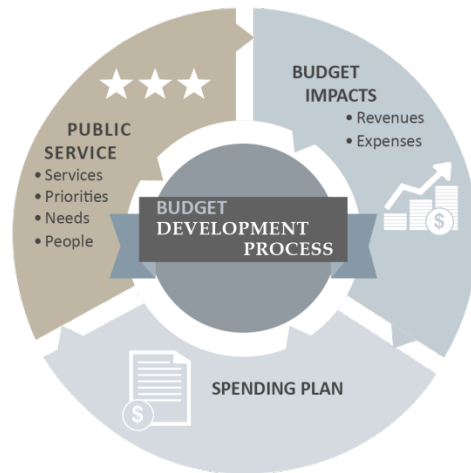 PUBLIC
SERVICE
• Services
• Priorities
• Needs
• People
BUDGET
IMPACTS
• Revenues
• Expenses
$
BUDGET
DEVELOPMENT
PROCESS
$
SPENDING PLAN